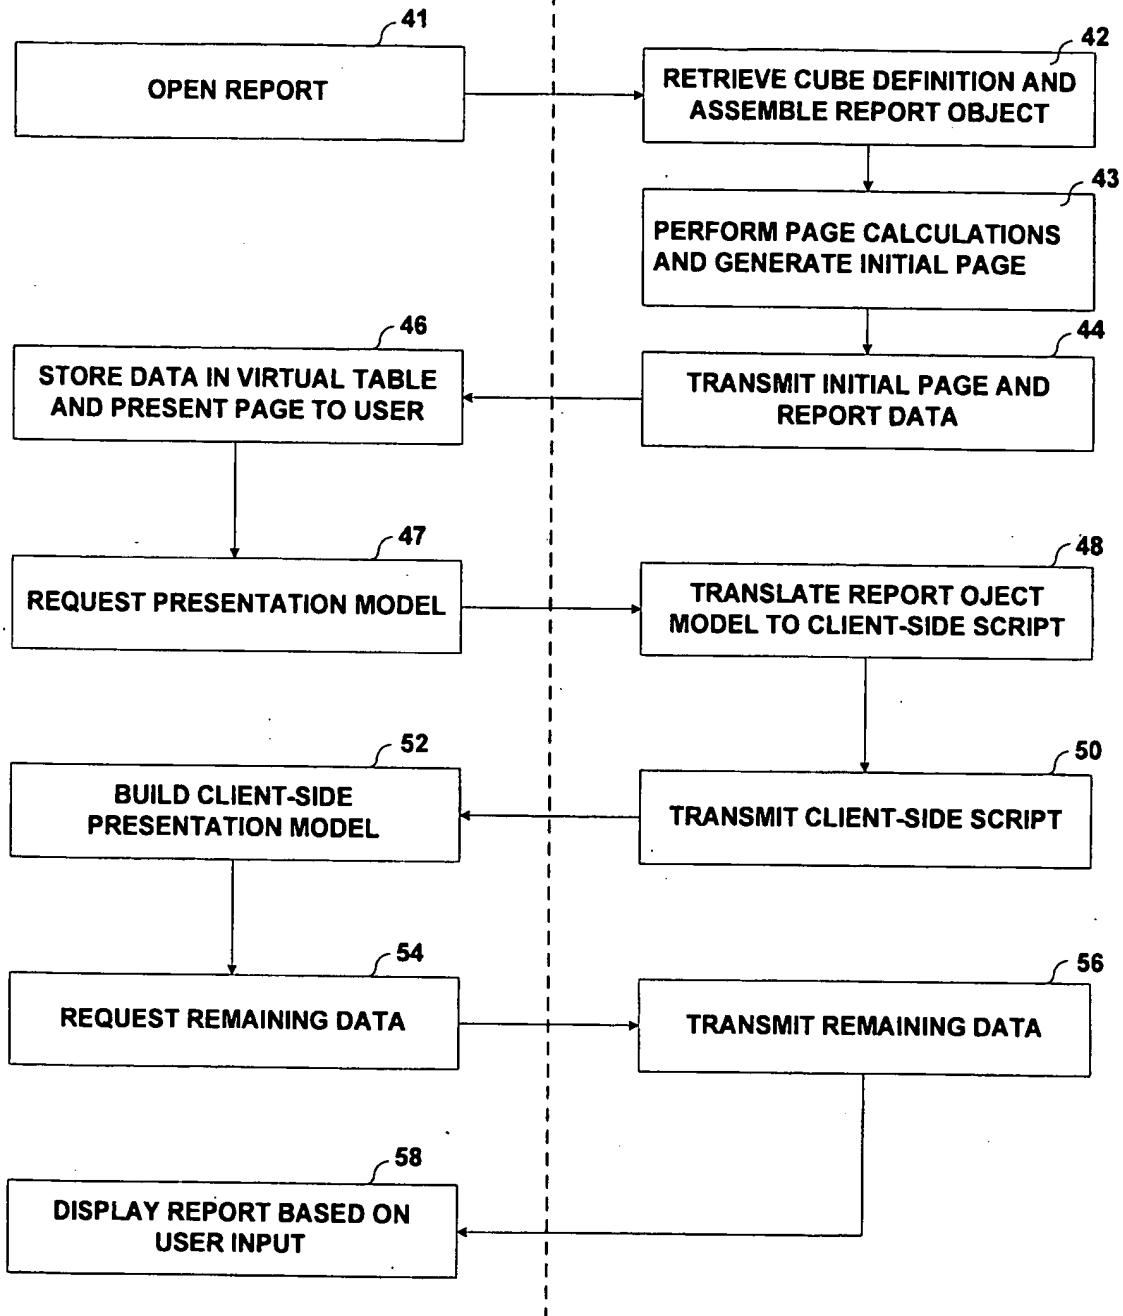 41
OPEN REPORT
42
RETRIEVE CUBE DEFINITION AND
ASSEMBLE REPORT OBJECT
43
PERFORM PAGE CALCULATIONS
AND GENERATE INITIAL PAGE
44
TRANSMIT INITIAL PAGE AND
REPORT DATA
46
STORE DATA IN VIRTUAL TABLE
AND PRESENT PAGE TO USER
47
REQUEST PRESENTATION MODEL
48
TRANSLATE REPORT OJECT
MODEL TO CLIENT-SIDE SCRIPT
50
TRANSMIT CLIENT-SIDE SCRIPT
52
BUILD CLIENT-SIDE
PRESENTATION MODEL
54
REQUEST REMAINING DATA
56
TRANSMIT REMAINING DATA
58
DISPLAY REPORT BASED ON
USER INPUT